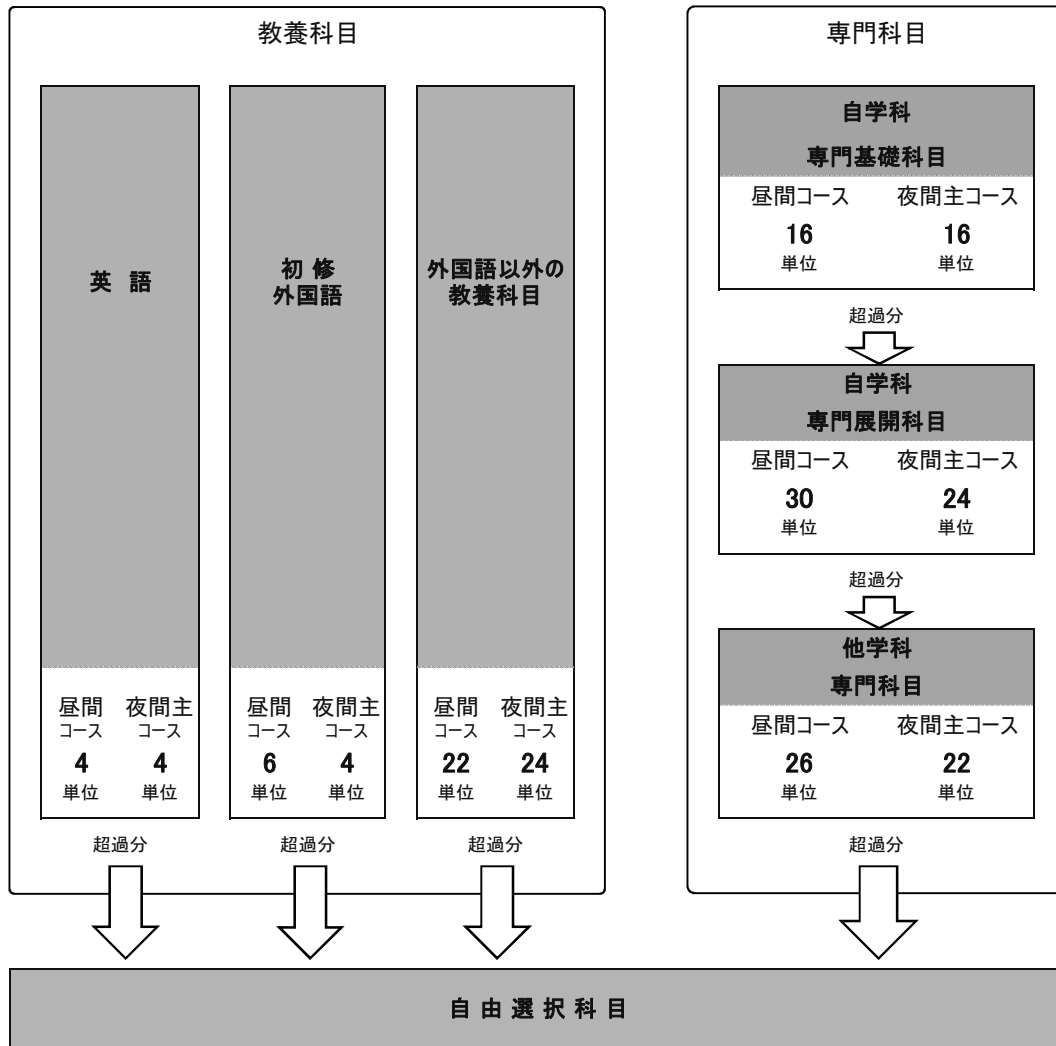 教養科目
英語
昼間 夜間主
コース コース
4 4
単位 単位
超過分
初修
外国語
昼間 夜間主
コース コース
6 4
単位 単位
超過分
外国語以外の
教養科目
昼間 夜間主
コース コース
22 24
単位 単位
超過分
専門科目
自学科
専門基礎科目
昼間コース 夜間主コース
16 16
単位 単位
超過分
自学科
専門展開科目
昼間コース 夜間主コース
30 24
単位 単位
超過分
他学科
専門科目
昼間コース 夜間主コース
26 22
単位 単位
超過分
自由選択科目